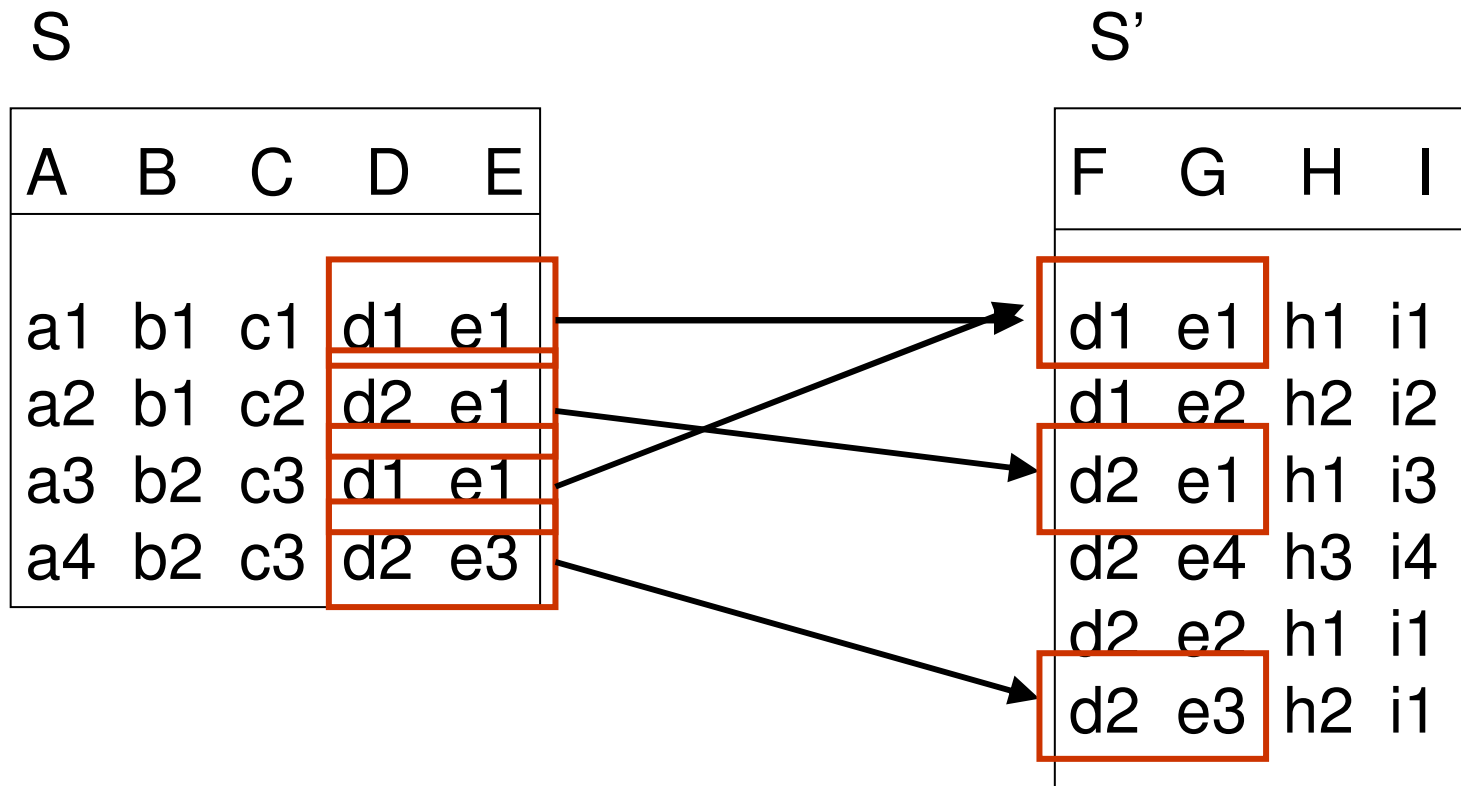 S
A B C D E
a1 b1 c1 d1 e1
a2 b1 c2 d2 e1
a3 b2 c3 d1 e1
a4 b2 c3 d2 e3
S’
F G H I
d1 e1 h1 i1
d1 e2 h2 i2
d2 e1 h1 i3
d2 e4 h3 i4
d2 e2 h1 i1
d2 e3 h2 i1